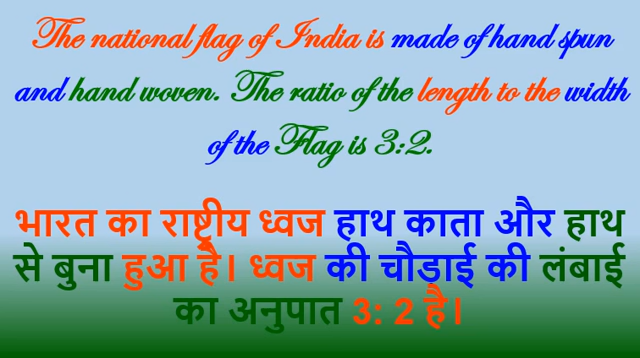 The national flag of India is made of hand spun
and hand woven. The ratio of the length to the width
of the Flag is 3:2.
भारत का राष्ट्रीय ध्वज हाथ काता और हाथ
से बुना हुआ है। ध्वज की चौड़ाई की लंबाई
का अनुपात 3: 2 है।